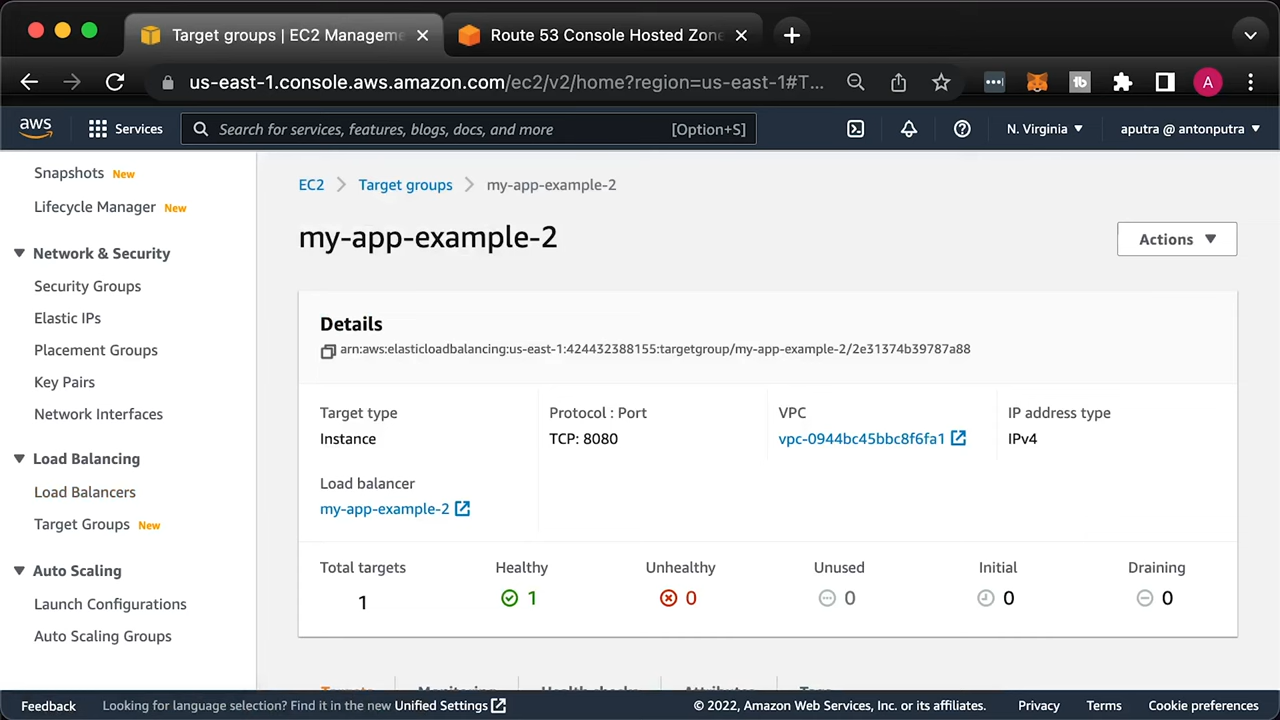 Target groups | EC2 Manageme
Route 53 Console Hosted Zone
us-east-1.console.aws.amazon.com/ec2/v2/home?region=us-east-1#T...
tb
A
aws
Services
Search for services, features, blogs, docs, and more
[Option+S]
N. Virginia
aputra @ antonputra
Snapshots New
Lifecycle Manager New
Network & Security
Security Groups
Elastic IPs
Placement Groups
Key Pairs
Network Interfaces
Load Balancing
Load Balancers
Target Groups New
Auto Scaling
Launch Configurations
Auto Scaling Groups
EC2 > Target groups > my-app-example-2
my-app-example-2
Actions
Details
arn:aws:elasticloadbalancing:us-east-1:424432388155:targetgroup/my-app-example-2/2e31374b39787a88
Target type
Instance
Protocol : Port
TCP: 8080
VPC
vpc-0944bc45bbc8f6fa1
IP address type
IPv4
Load balancer
my-app-example-2
Total targets
1
Healthy
1
Unhealthy
0
Unused
0
Initial
0
Draining
0
Targets Monitoring Health checks Attributes Tags
Feedback
Looking for language selection? Find it in the new Unified Settings
© 2022, Amazon Web Services, Inc. or its affiliates.
Privacy
Terms
Cookie preferences